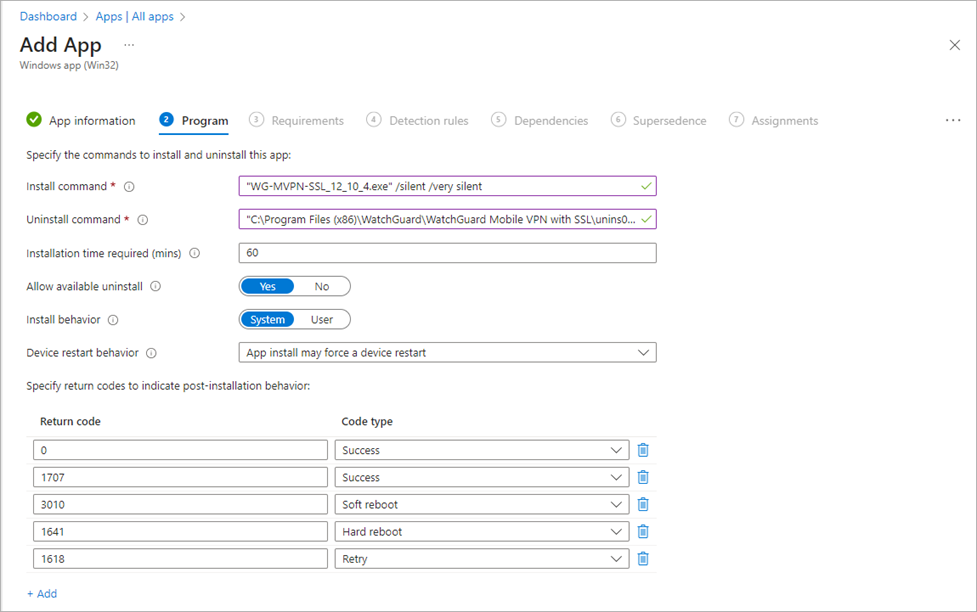 Dashboard > Apps | All apps >
Add App ...
Windows app (Win32)
App information 2 Program 3 Requirements 4 Detection rules 5 Dependencies 6 Supersedence 7 Assignments ...
Specify the commands to install and uninstall this app:
Install command * "WG-MVPN-SSL_12_10_4.exe" /silent /very silent
Uninstall command * "C:\Program Files (x86)\WatchGuard\WatchGuard Mobile VPN with SSL\unins0...
Installation time required (mins) 60
Allow available uninstall Yes No
Install behavior System User
Device restart behavior App install may force a device restart
Specify return codes to indicate post-installation behavior:
Return code Code type
0 Success
1707 Success
3010 Soft reboot
1641 Hard reboot
1618 Retry
+ Add